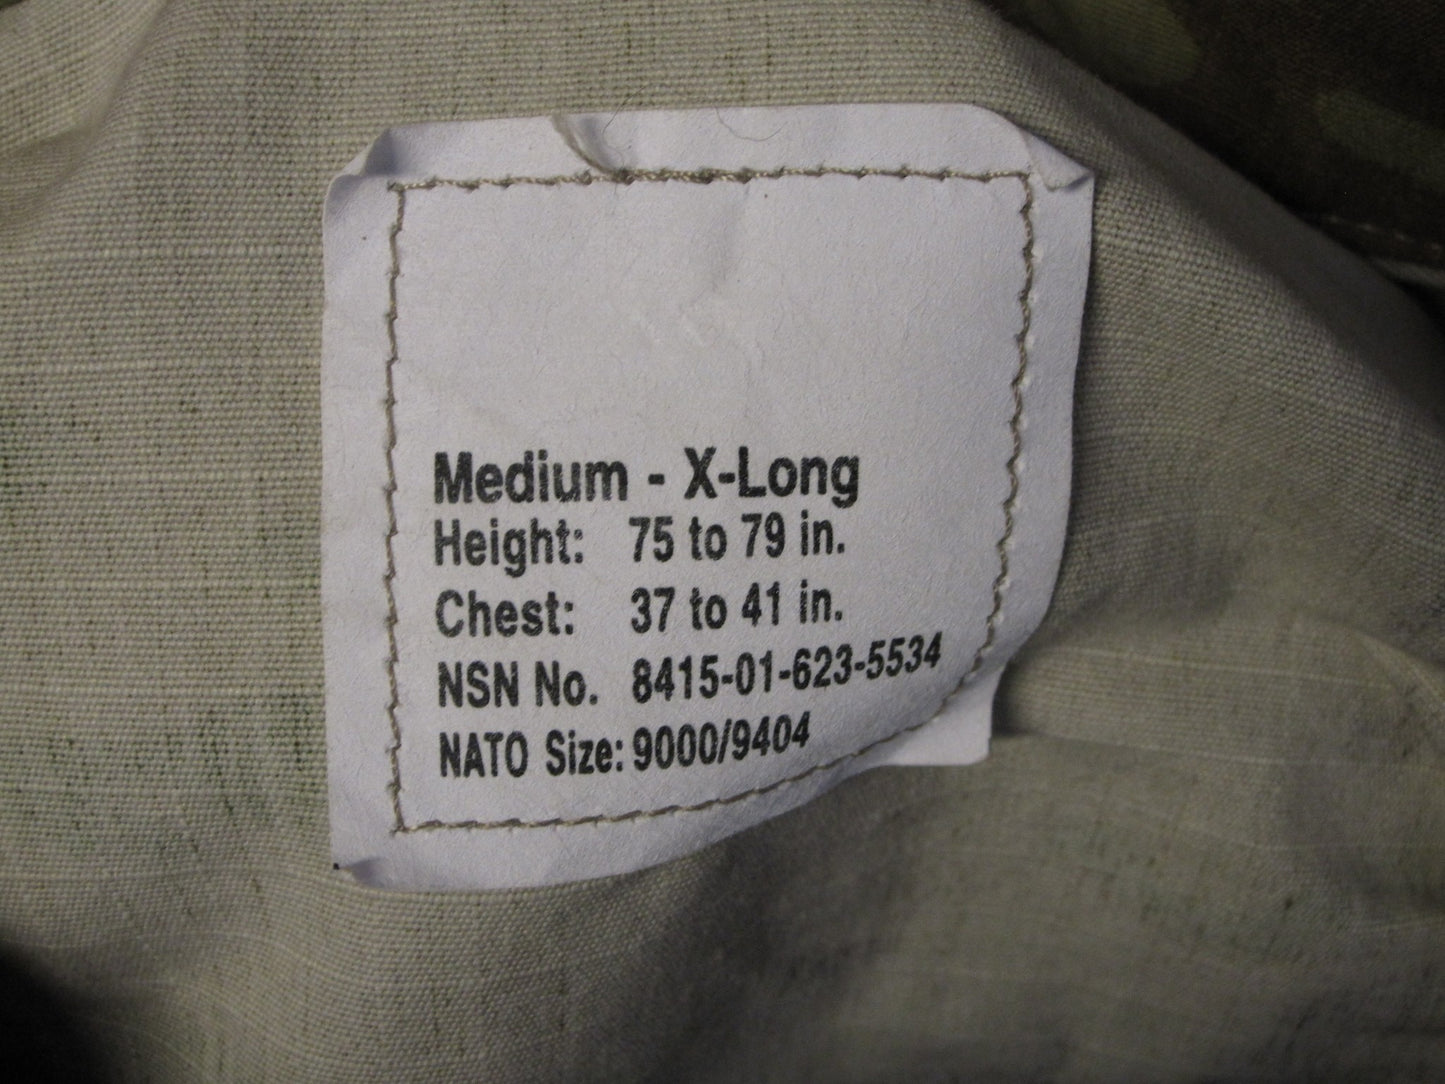 Medium - X-Long
Height: 75 to 79 in.
Chest: 37 to 41 in.
NSN No. 8415-01-623-5534
NATO Size: 9000/9404